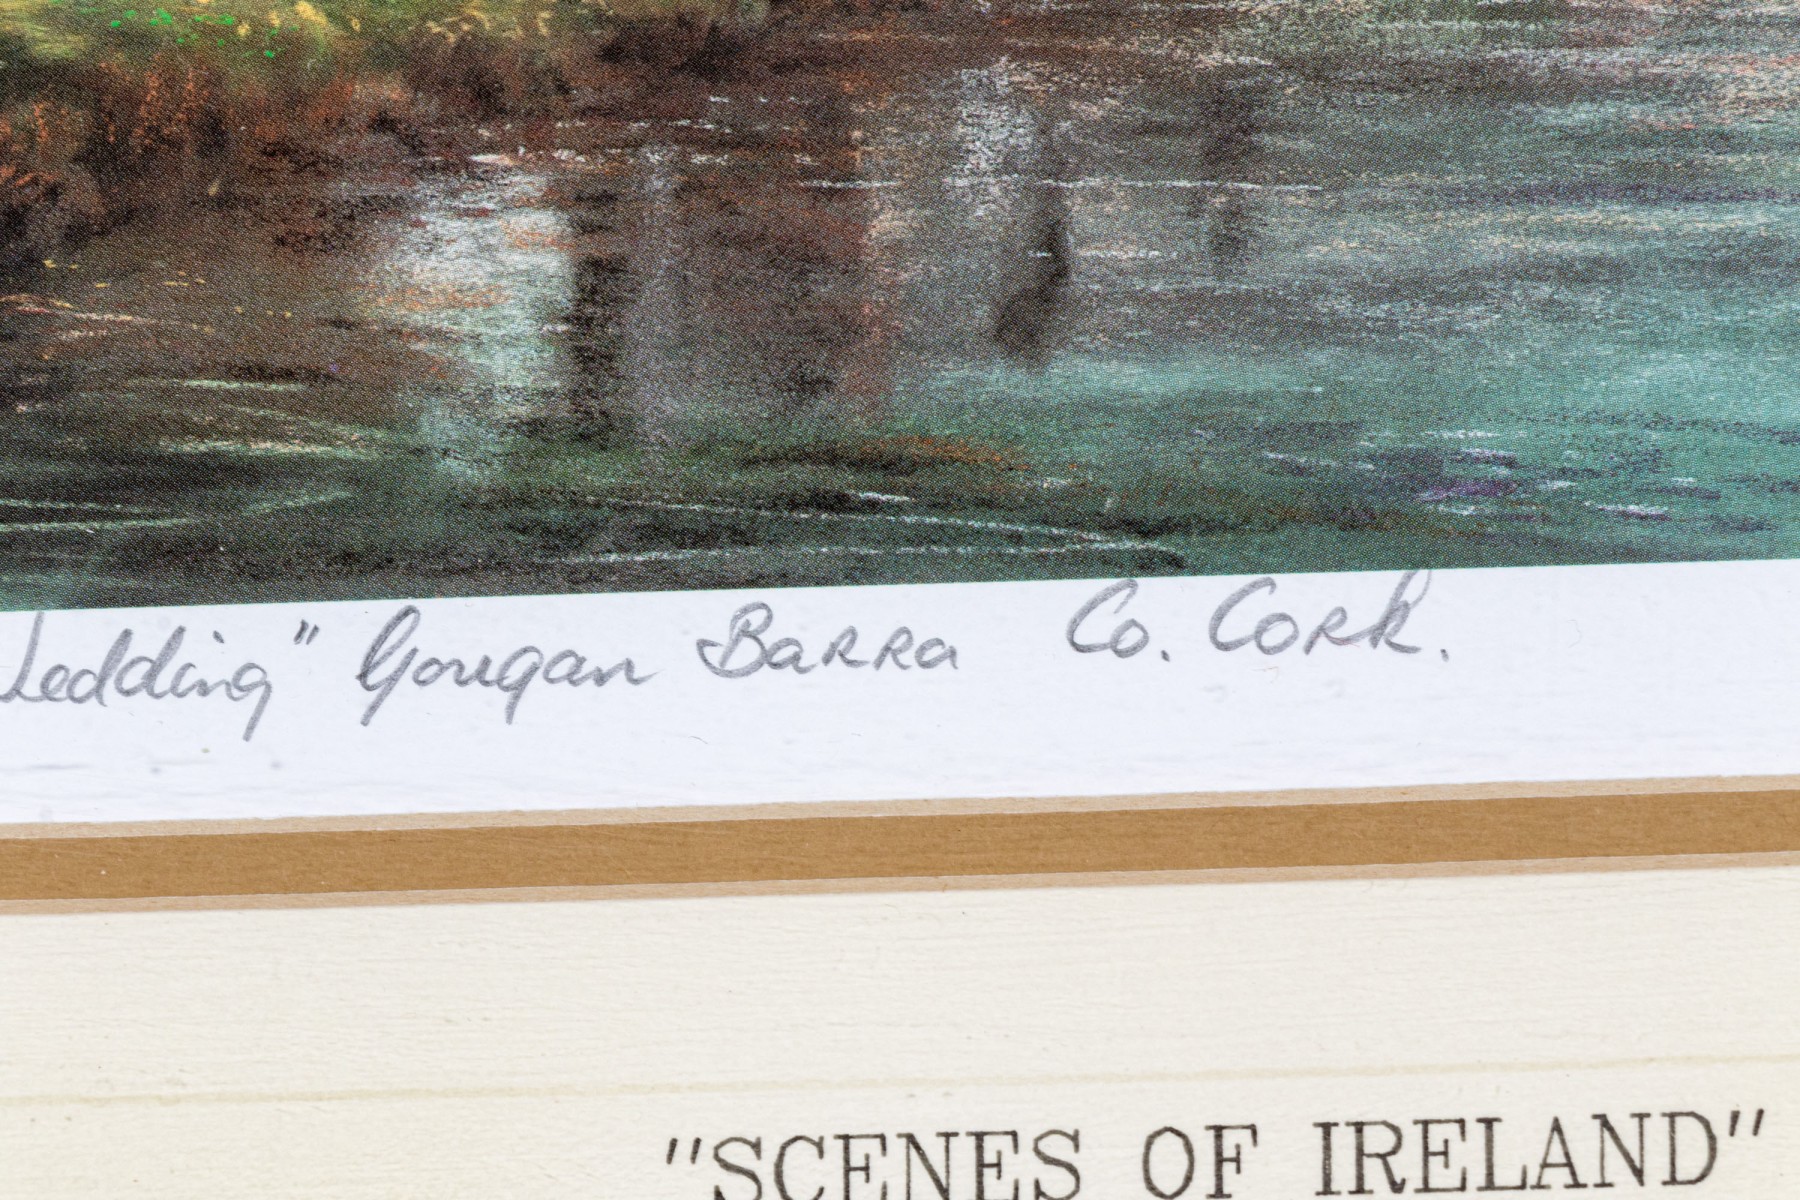 Wedding" Gougan Barra Co. Cork.
"SCENES OF IRELAND"